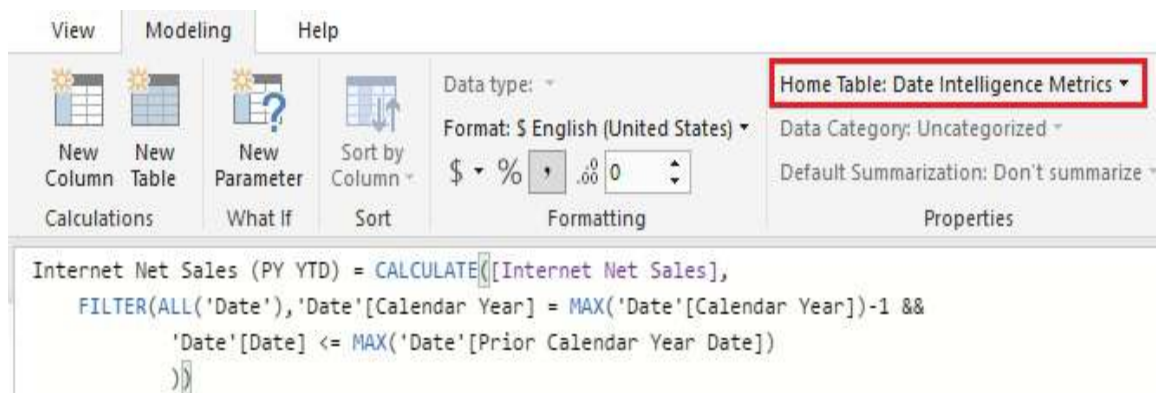 View Modeling Help
Data type:
Home Table: Date Intelligence Metrics
Format: $ English (United States)
Data Category: Uncategorized
New Column
New Table
New Parameter
Sort by Column
$ % , .00 0
Default Summarization: Don't summarize
Calculations What If Sort Formatting Properties
Internet Net Sales (PY YTD) = CALCULATE([Internet Net Sales],
FILTER(ALL('Date'),'Date'[Calendar Year] = MAX('Date'[Calendar Year])-1 &&
'Date'[Date] <= MAX('Date'[Prior Calendar Year Date])
))